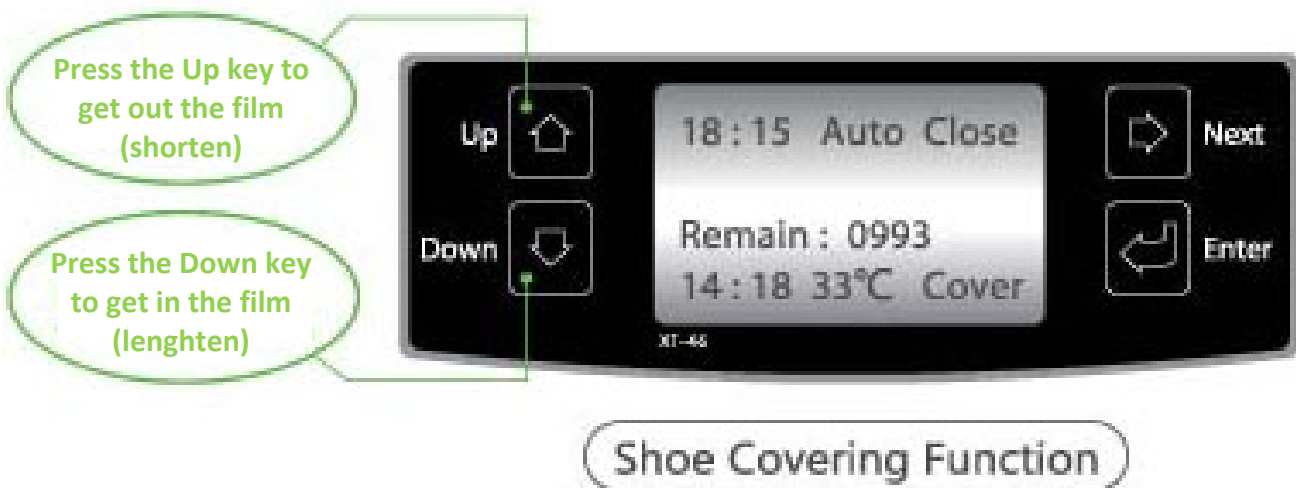 Press the Up key to
get out the film
(shorten)
Up
18:15 Auto Close
Next
Press the Down key
to get in the film
(lenghten)
Down
Remain: 0993
14:18 33℃ Cover
Enter
XT-46
Shoe Covering Function